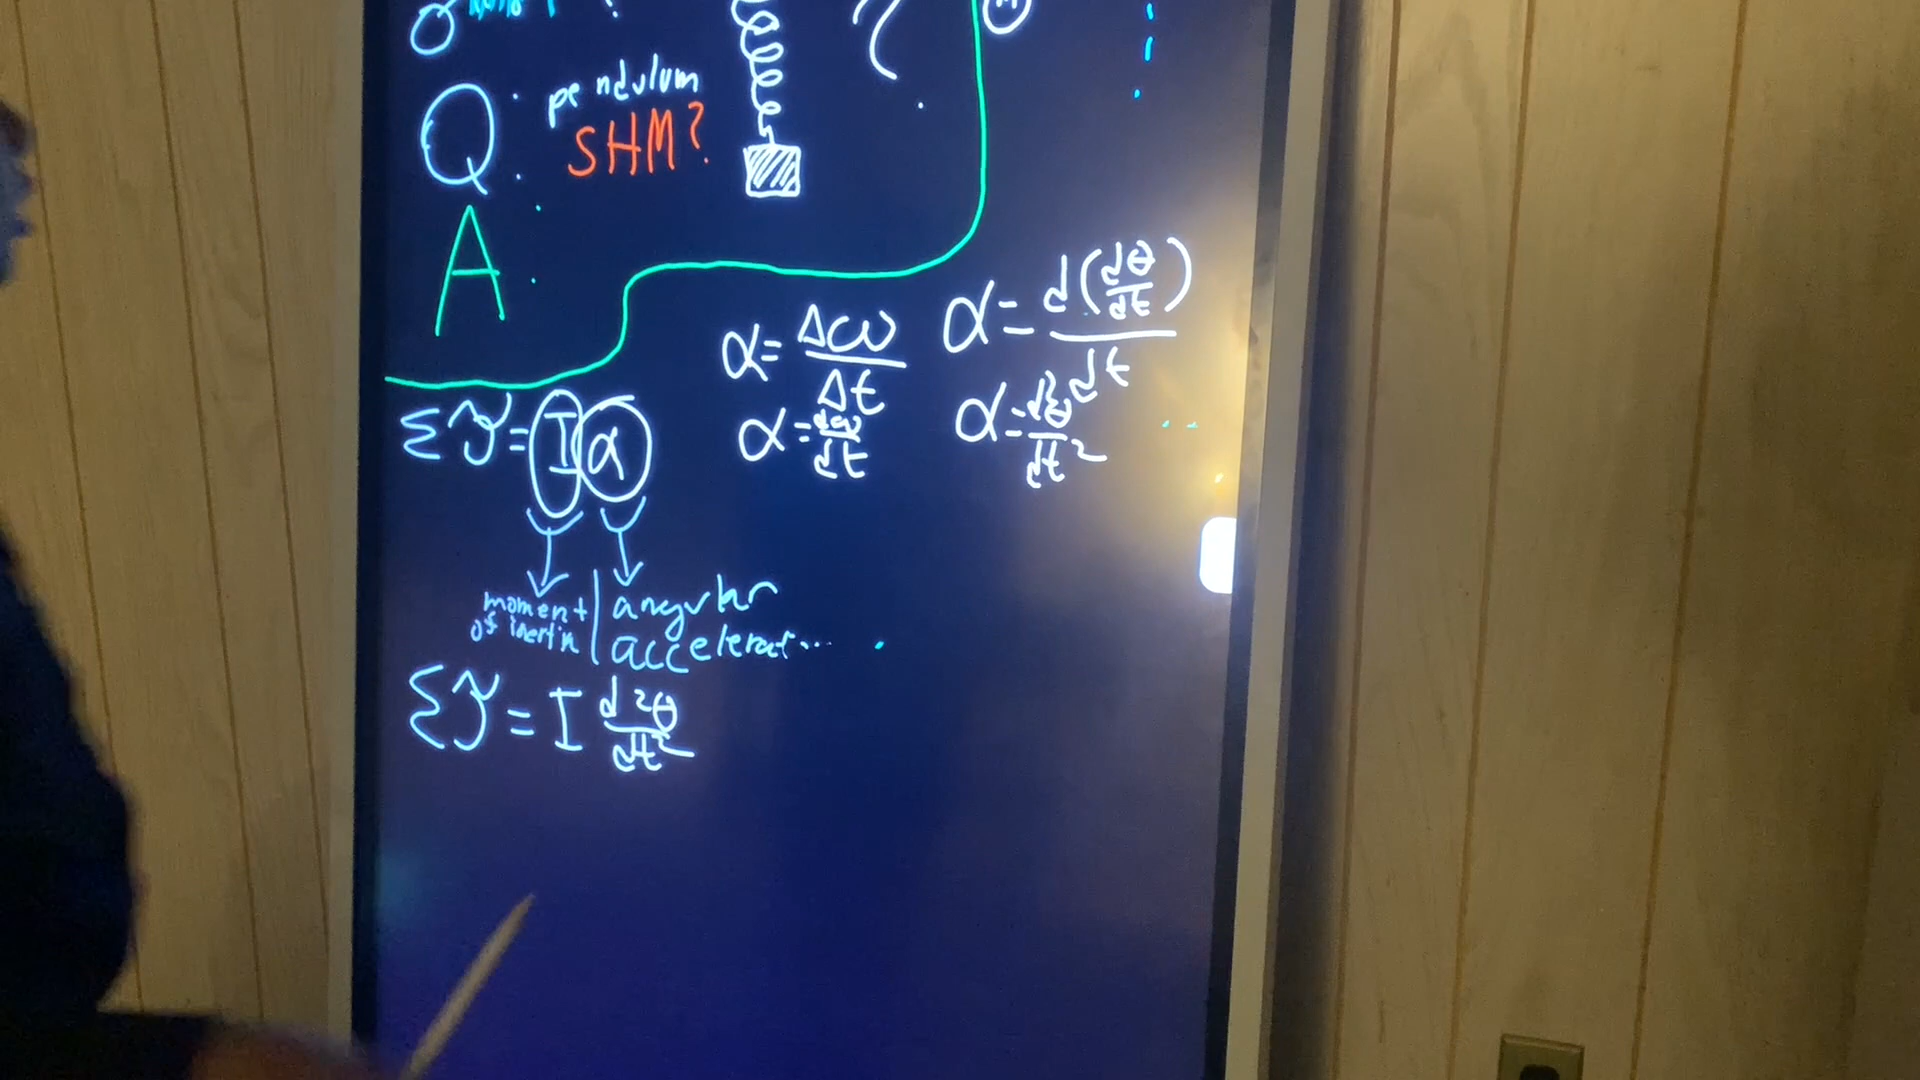 Q: pendulum
SHM?
A:
α = Δω/Δt
α = d(dθ/dt)/dt
α = dω/dt
α = d²θ/dt²
Στ = Iα
moment of inertia | angular accelerat...
Στ = I d²θ/dt²